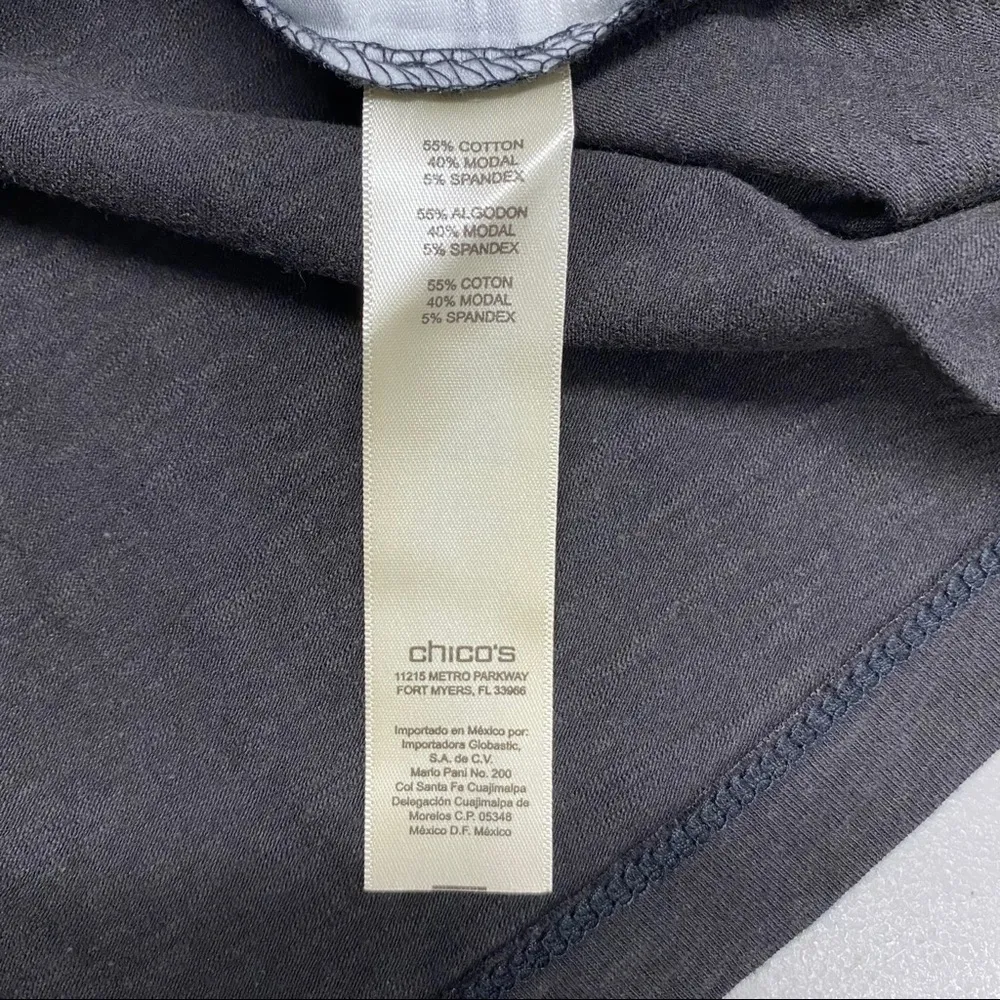 55% COTTON
40% MODAL
5% SPANDEX
55% ALGODON
40% MODAL
5% SPANDEX
55% COTON
40% MODAL
5% SPANDEX
chico's
11215 METRO PARKWAY
FORT MYERS, FL 33966
Importado en México por:
Importadora Globastic,
S.A. de C.V.
Mario Pani No. 200
Col Santa Fe Cuajimalpa
Delegación Cuajimalpa de
Morelos C.P. 05348
México D.F. México